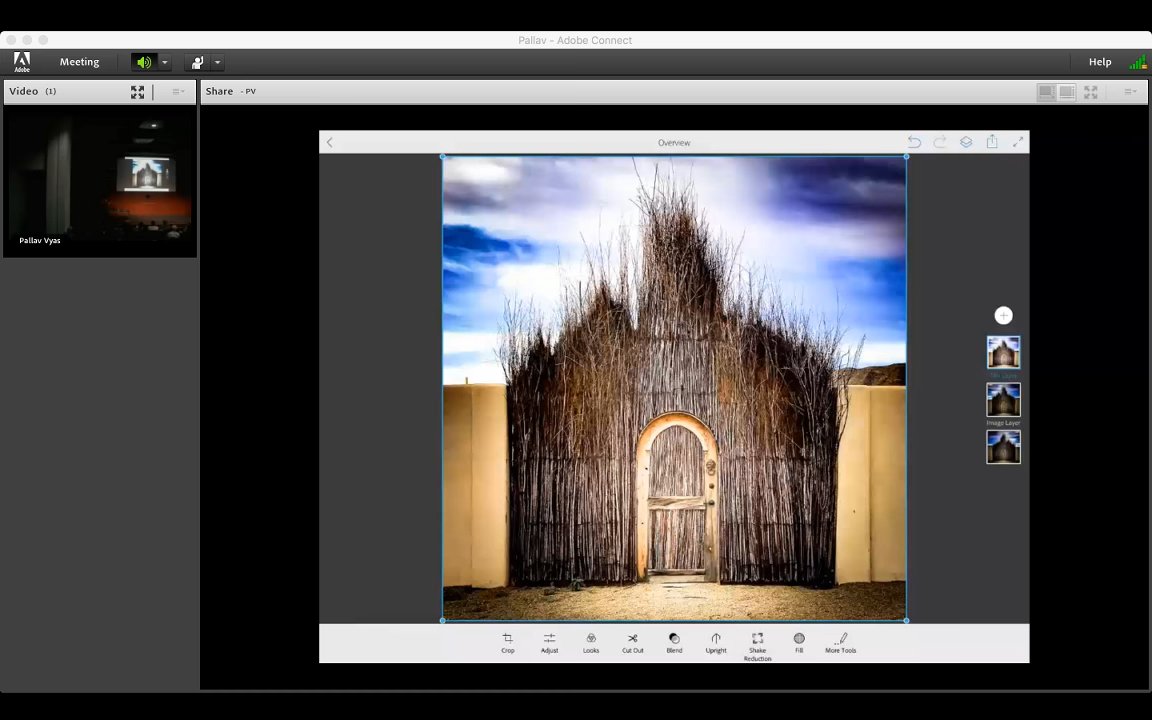 Pallav - Adobe Connect
Adobe
Meeting
Help
Video (1)
Share - PV
Pallav Vyas
Overview
Image Layer
Crop
Adjust
Looks
Cut Out
Blend
Upright
Shake
Reduction
Fill
More Tools